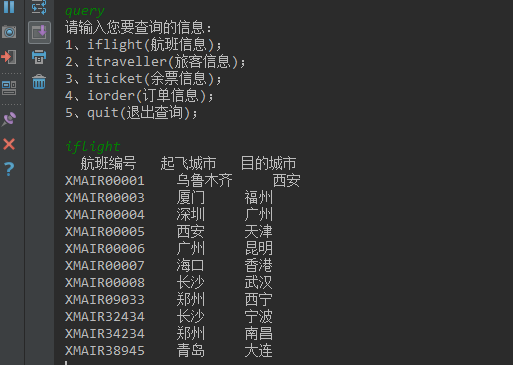 query
请输入您要查询的信息:
1、iflight(航班信息);
2、itraveller(旅客信息);
3、iticket(余票信息);
4、iorder(订单信息);
5、quit(退出查询);
iflight
航班编号 起飞城市 目的城市
XMAIR00001 乌鲁木齐 西安
XMAIR00003 厦门 福州
XMAIR00004 深圳 广州
XMAIR00005 西安 天津
XMAIR00006 广州 昆明
XMAIR00007 海口 香港
XMAIR00008 长沙 武汉
XMAIR09033 郑州 西宁
XMAIR32434 长沙 宁波
XMAIR34234 郑州 南昌
XMAIR38945 青岛 大连